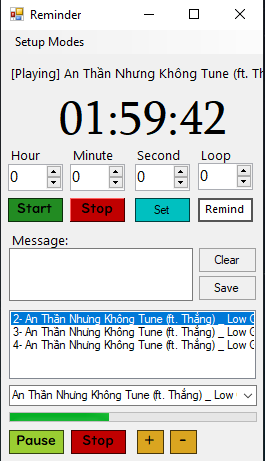 Reminder
Setup Modes
[Playing] An Thần Nhưng Không Tune (ft. Th
01:59:42
Hour Minute Second Loop
0 0 0 0
Start Stop Set Remind
Message:
Clear
Save
2- An Thần Nhưng Không Tune (ft. Thắng) _ Low
3- An Thần Nhưng Không Tune (ft. Thắng) _ Low
4- An Thần Nhưng Không Tune (ft. Thắng) _ Low
An Thần Nhưng Không Tune (ft. Thắng) _ Low
Pause Stop + -